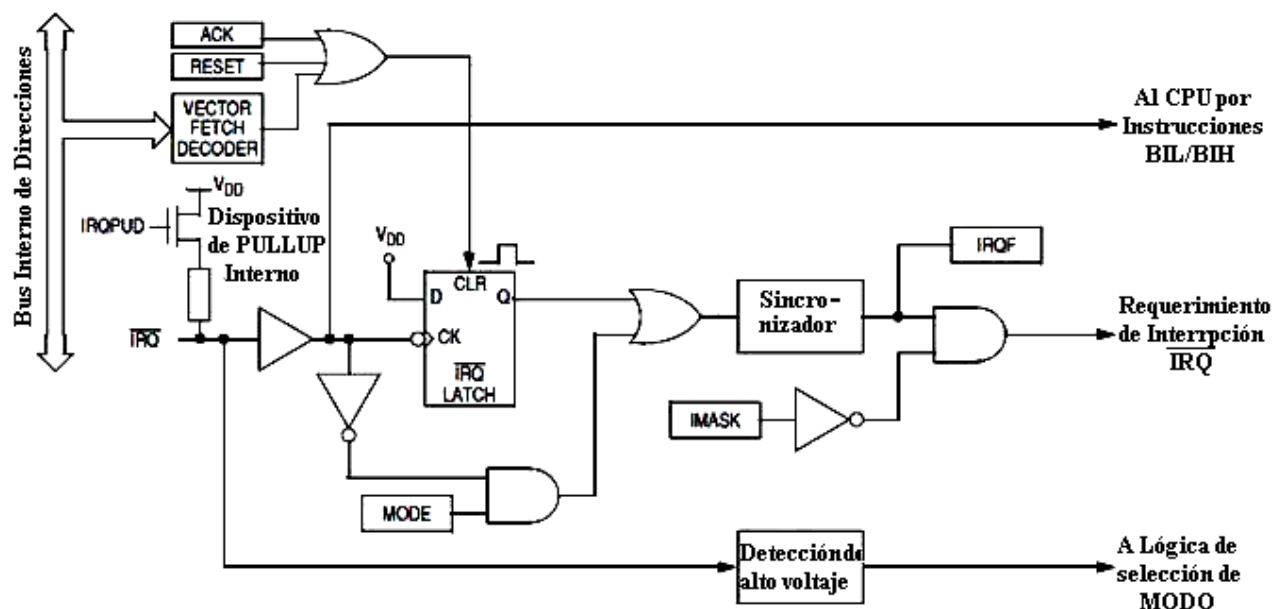 Bus Interno de Direcciones
ACK
RESET
VECTOR
FETCH
DECODER
Al CPU por
Instrucciones
BIL/BIH
VDD
IRQPUD
Dispositivo
de PULLUP
Interno
VDD
D
CLR
Q
CK
IRQ
LATCH
IRQ
Sincro-
nizador
IRQF
Requerimiento
de Interrpción
IRQ
IMASK
MODE
Detecciónde
alto voltaje
A Lógica de
selección de
MODO